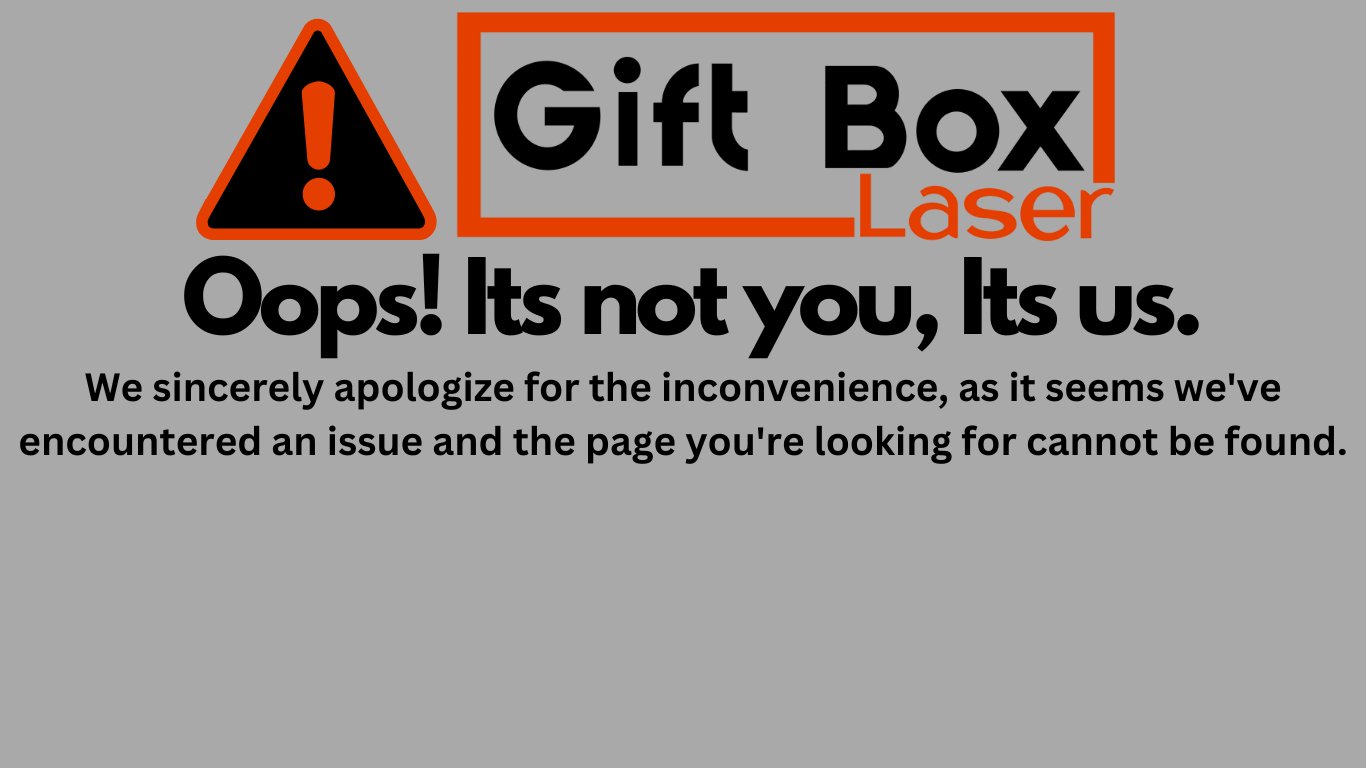 Gift Box
Laser
Oops! Its not you, Its us.
We sincerely apologize for the inconvenience, as it seems we've
encountered an issue and the page you're looking for cannot be found.